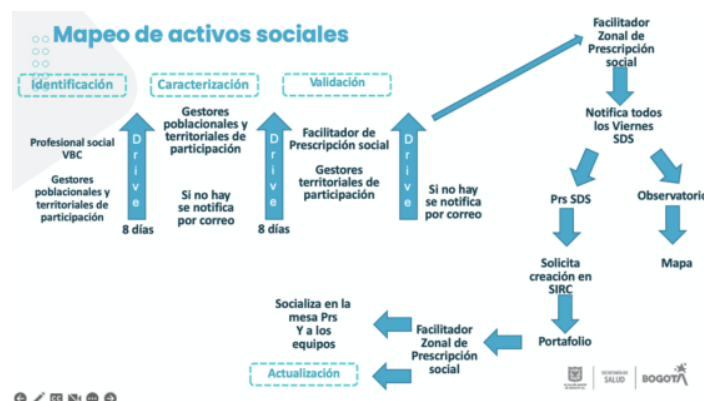 Mapeo de activos sociales
Identificación
Caracterización
Validación
Profesional social
VBC
Gestores
poblacionales y
territoriales de
participación
Drive
8 días
Gestores
poblacionales y
territoriales de
participación
Si no hay
se notifica
por correo
Drive
8 días
Facilitador de
Prescripción social
Gestores
territoriales de
participación
Drive
Si no hay
se notifica
por correo
Facilitador
Zonal de
Prescripción
social
Notifica todos
los Viernes
SDS
Prs SDS
Observatorio
Solicita
creación en
SIRC
Mapa
Portafolio
Facilitador
Zonal de
Prescripción
social
Socializa en la
mesa Prs
Y a los
equipos
Actualización
SALUD
BOGOTÁ